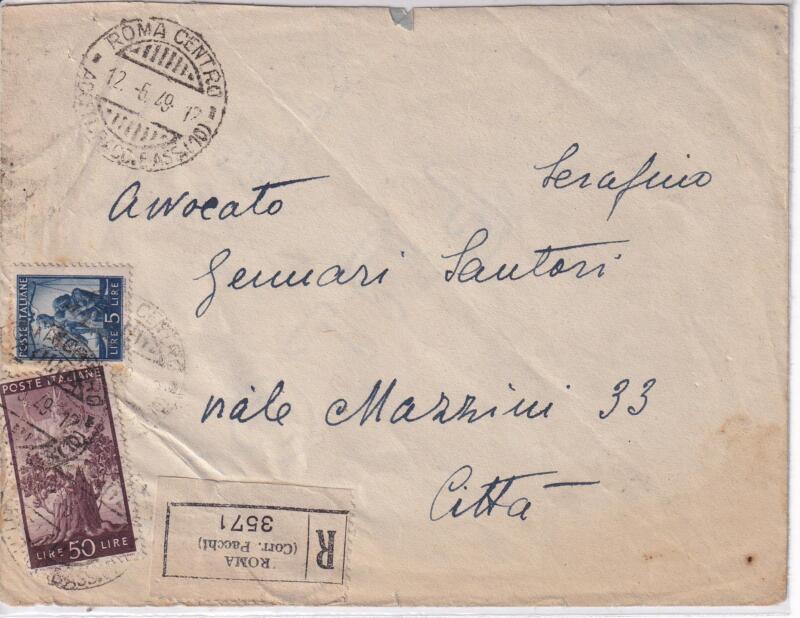 ROMA CENTRO
12.-5.49-12
Avvocato Serafino
Gennari Santori
viale Mazzini 33
Città
POSTE ITALIANE
LIRE 5 LIRE
POSTE ITALIANE
LIRE 50 LIRE
R
ROMA
(Corr. Pacchi)
3571